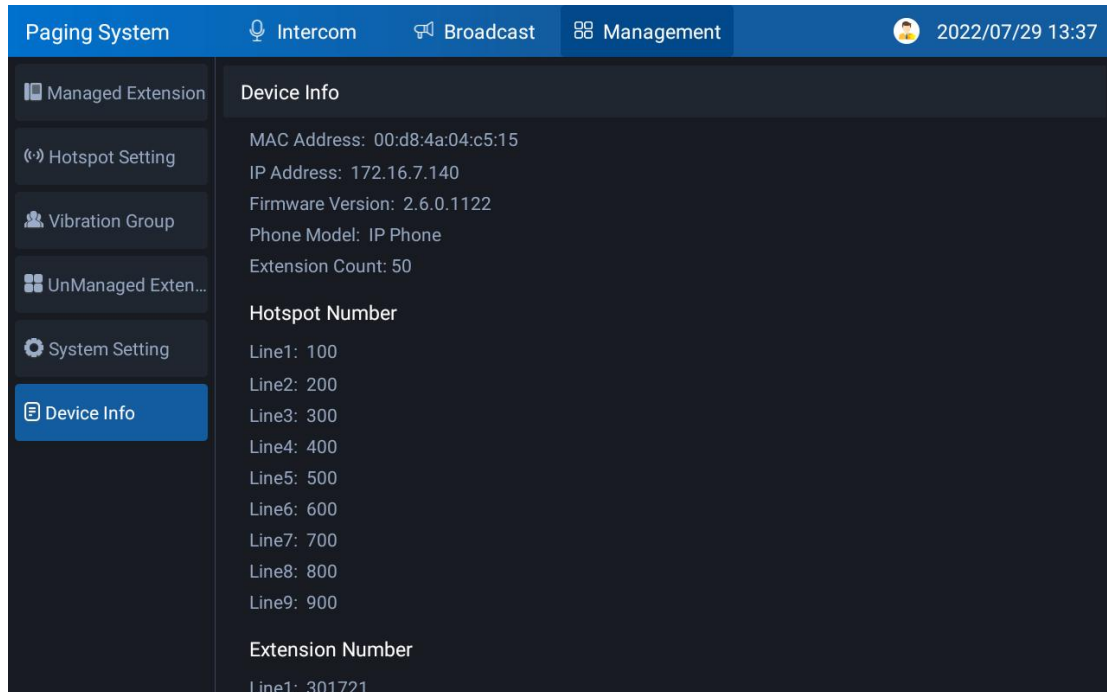 Paging System
Intercom
Broadcast
Management
2022/07/29 13:37
Managed Extension
Hotspot Setting
Vibration Group
UnManaged Exten...
System Setting
Device Info
Device Info
MAC Address: 00:d8:4a:04:c5:15
IP Address: 172.16.7.140
Firmware Version: 2.6.0.1122
Phone Model: IP Phone
Extension Count: 50
Hotspot Number
Line1: 100
Line2: 200
Line3: 300
Line4: 400
Line5: 500
Line6: 600
Line7: 700
Line8: 800
Line9: 900
Extension Number
Line1: 301721